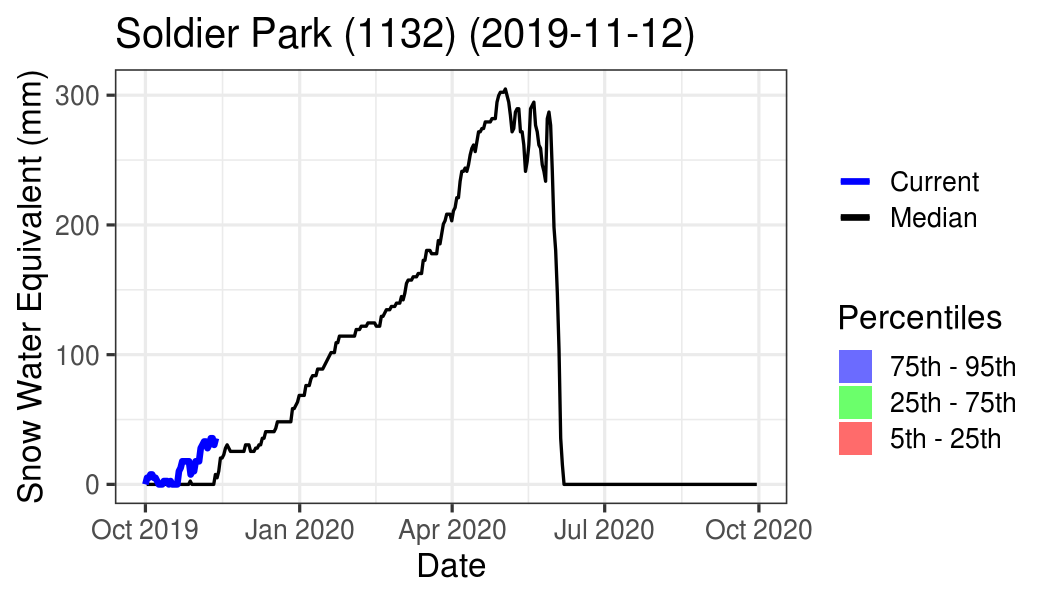 Soldier Park (1132) (2019-11-12)
Snow Water Equivalent (mm)
300
200
100
0
Oct 2019 Jan 2020 Apr 2020 Jul 2020 Oct 2020
Date
Current
Median
Percentiles
75th - 95th
25th - 75th
5th - 25th